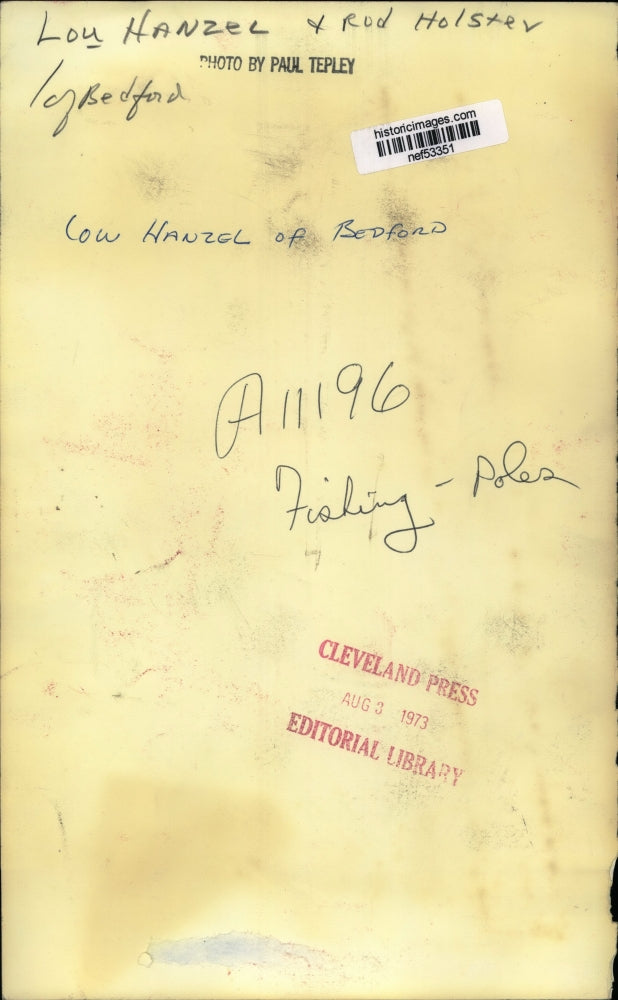 Lou HANZEL & Rod Holster
PHOTO BY PAUL TEPLEY
/of Bedford
historicimages.com
nef53351
LOU HANZEL OF BEDFORD
A11196
Fishing - Poles
CLEVELAND PRESS
AUG 3 1973
EDITORIAL LIBRARY